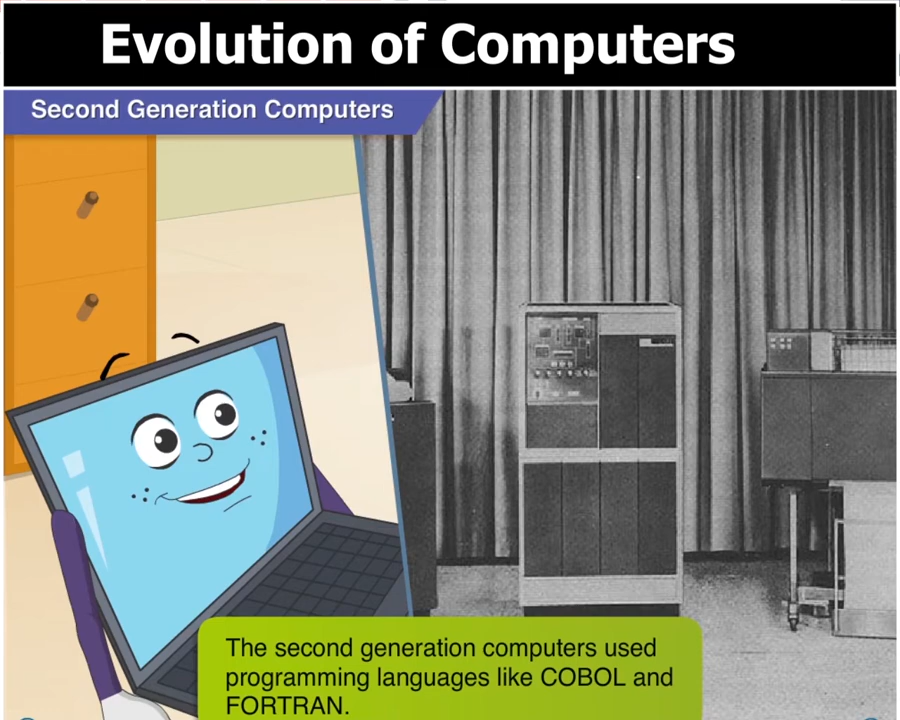 Evolution of Computers
Second Generation Computers
The second generation computers used
programming languages like COBOL and
FORTRAN.